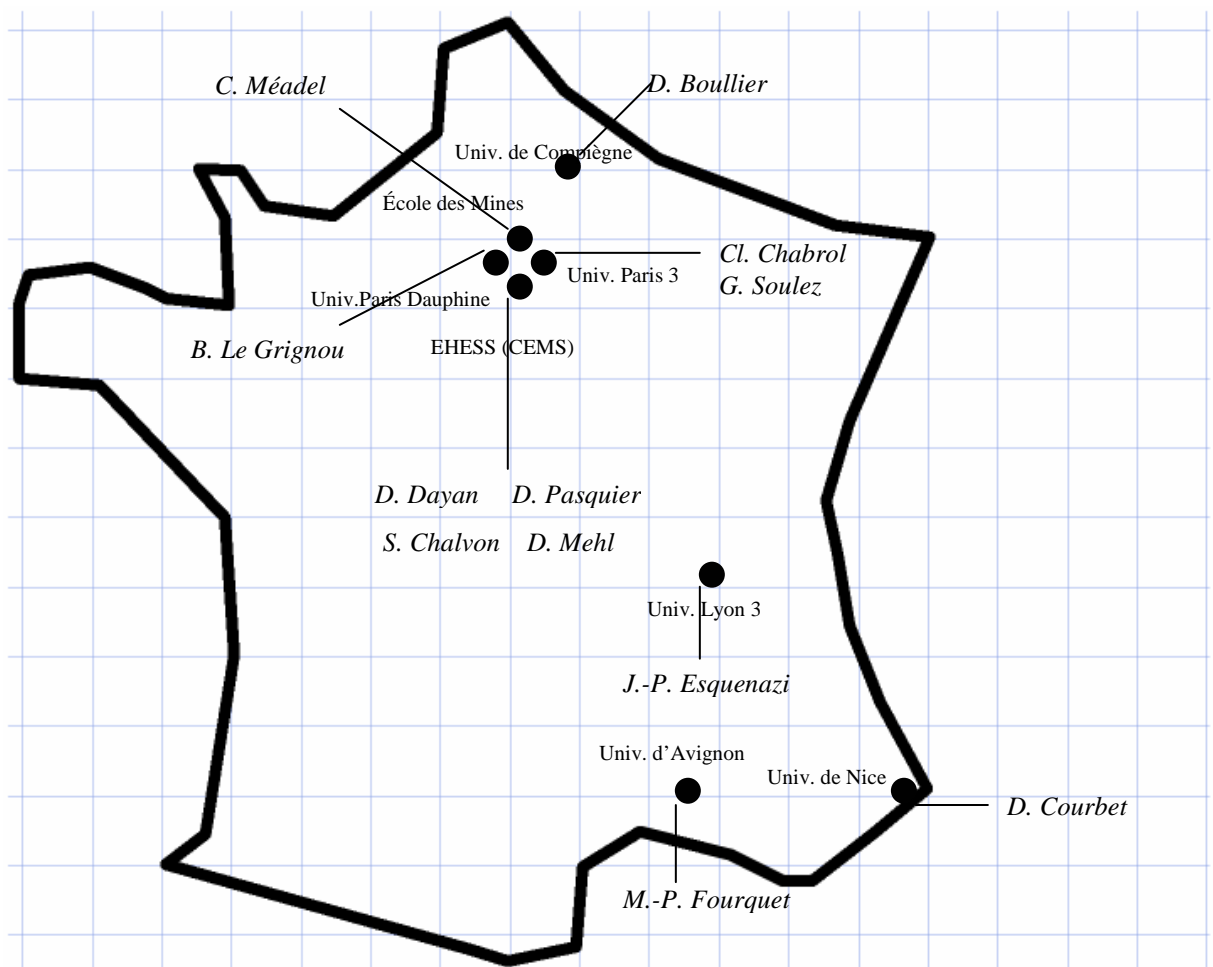 C. Méadel
D. Boullier
Univ. de Compiègne
École des Mines
Cl. Chabrol
G. Soulez
Univ. Paris 3
Univ.Paris Dauphine
B. Le Grignou
EHESS (CEMS)
D. Dayan D. Pasquier
S. Chalvon D. Mehl
Univ. Lyon 3
J.-P. Esquenazi
Univ. d’Avignon
Univ. de Nice
D. Courbet
M.-P. Fourquet